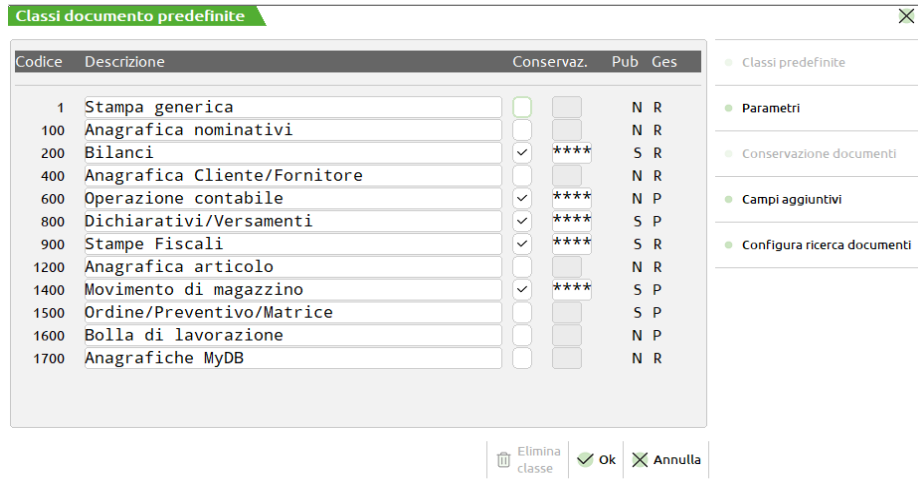 Classi documento predefinite
Codice Descrizione Conservaz. Pub Ges
1 Stampa generica N R
100 Anagrafica nominativi N R
200 Bilanci **** S R
400 Anagrafica Cliente/Fornitore N R
600 Operazione contabile **** N P
800 Dichiarativi/Versamenti **** S P
900 Stampe Fiscali **** S R
1200 Anagrafica articolo N R
1400 Movimento di magazzino **** S P
1500 Ordine/Preventivo/Matrice S P
1600 Bolla di lavorazione N P
1700 Anagrafiche MyDB N R
Classi predefinite
Parametri
Conservazione documenti
Campi aggiuntivi
Configura ricerca documenti
Elimina
classe
Ok
Annulla